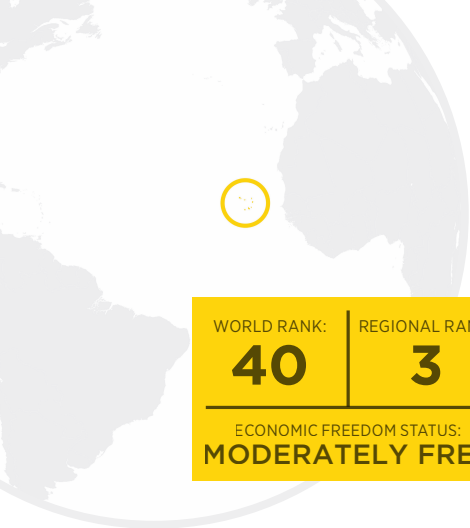 WORLD RANK:
40
REGIONAL RAN
3
ECONOMIC FREEDOM STATUS:
MODERATELY FRE